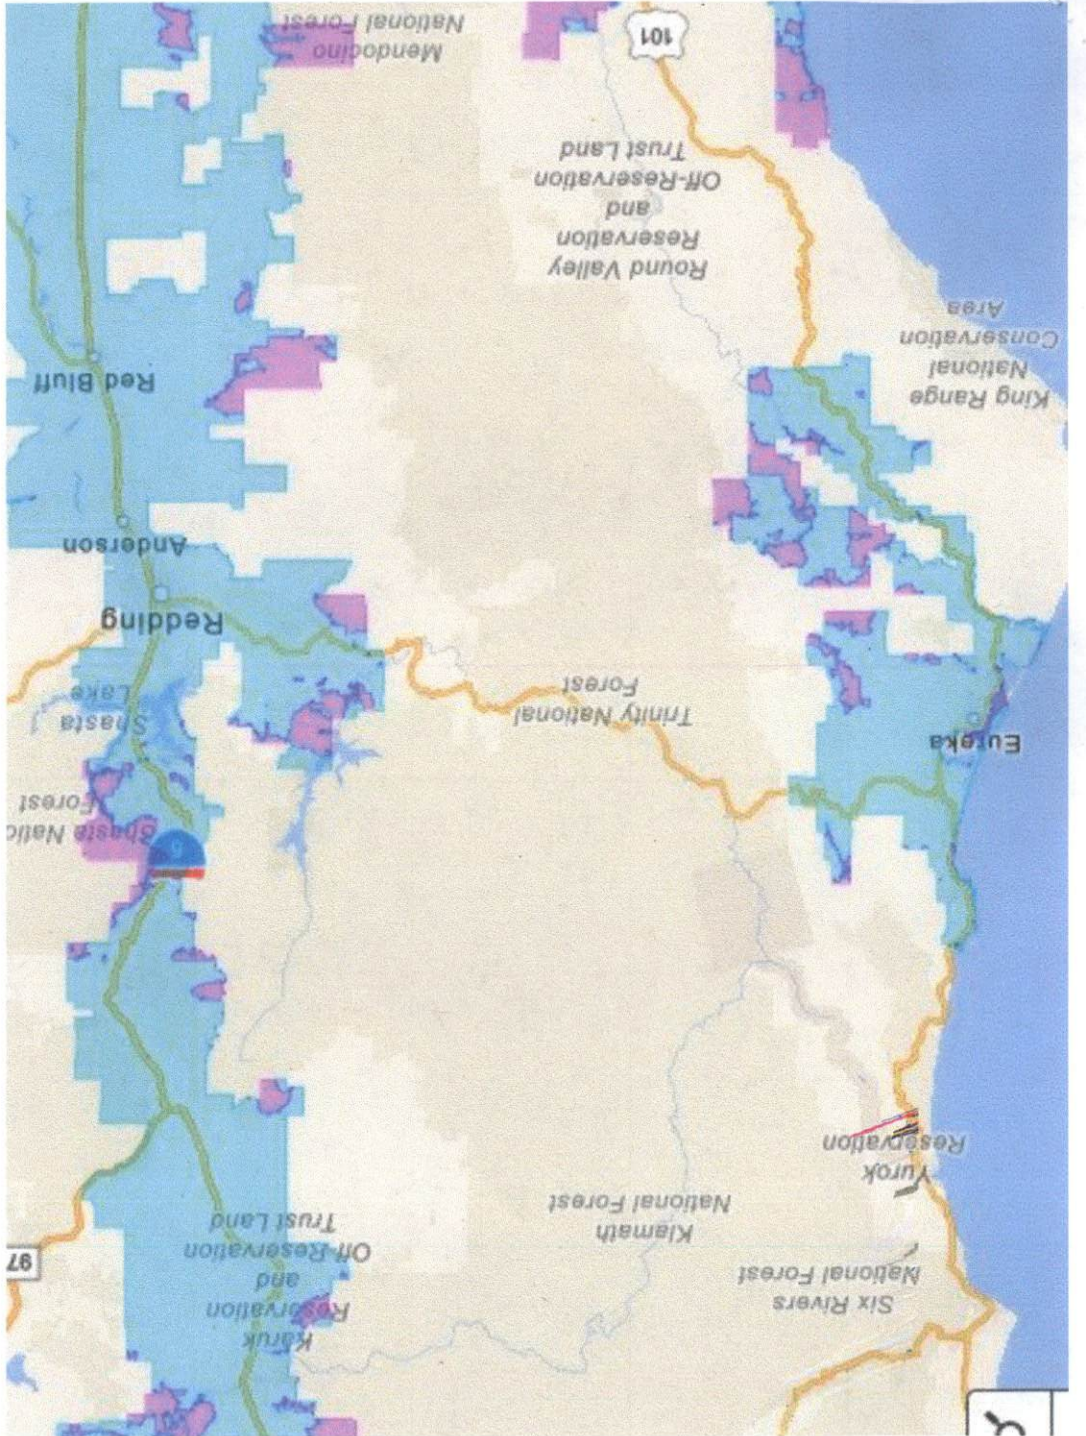 Six Rivers
National Forest
Karuk
Reservation
and
Off-Reservation
Trust Land
97
Klamath
National Forest
Yurok
Reservation
Shasta Natio
Forest
Eureka
Trinity National
Forest
Shasta
Lake
Redding
Anderson
King Range
National
Conservation
Area
Red Bluff
Round Valley
Reservation
and
Off-Reservation
Trust Land
101
Mendocino
National Forest